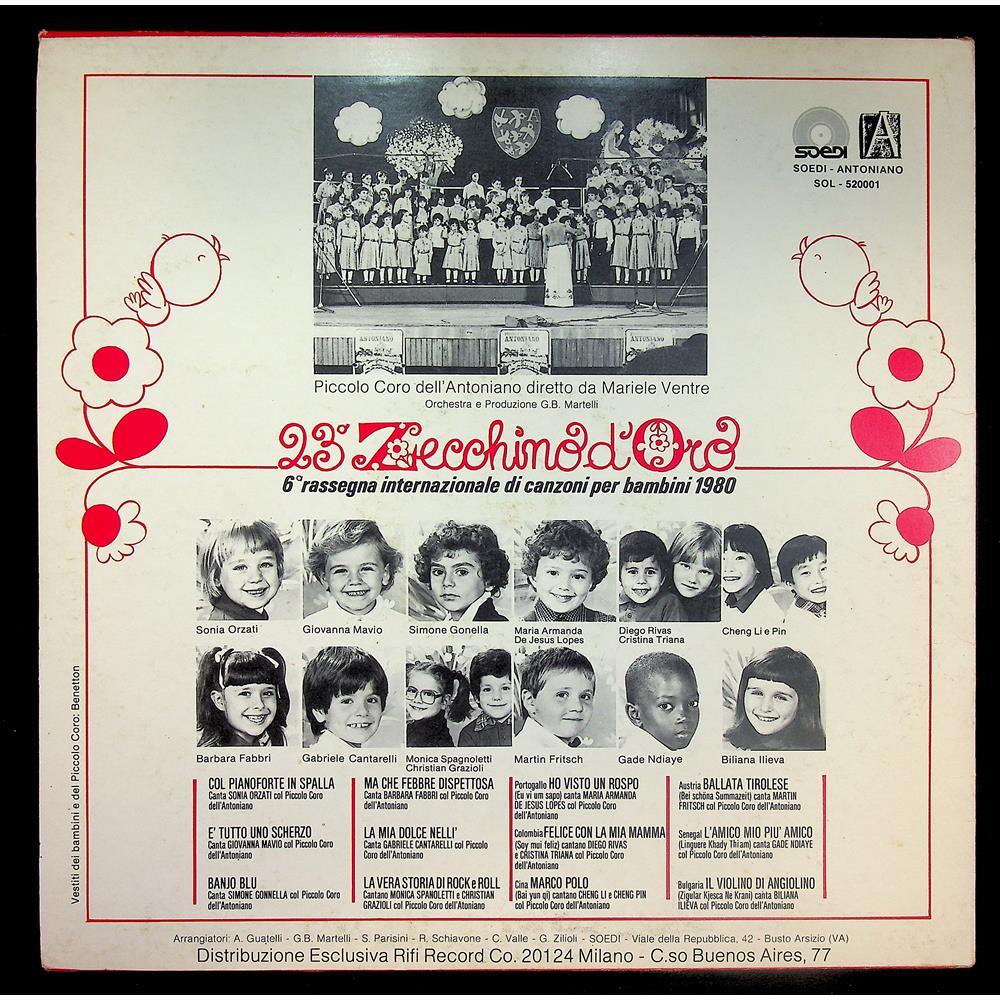 SOEDI
A
SOEDI - ANTONIANO
SOL - 520001
ANTONIANO
ANTONIANO
ANTONIANO
Piccolo Coro dell'Antoniano diretto da Mariele Ventre
Orchestra e Produzione G.B. Martelli
23º Zecchino d'Oro
6ª rassegna internazionale di canzoni per bambini 1980
Sonia Orzati
Giovanna Mavio
Simone Gonella
Maria Armanda
De Jesus Lopes
Diego Rivas
Cristina Triana
Cheng Li e Pin
Barbara Fabbri
Gabriele Cantarelli
Monica Spagnoletti
Christian Grazioli
Martin Fritsch
Gade Ndiaye
Biliana Ilieva
Vestiti dei bambini e del Piccolo Coro: Benetton
COL PIANOFORTE IN SPALLA
Canta SONIA ORZATI col Piccolo Coro
dell'Antoniano
E' TUTTO UNO SCHERZO
Canta GIOVANNA MAVIO col Piccolo Coro
dell'Antoniano
BANJO BLU
Canta SIMONE GONNELLA col Piccolo Coro
dell'Antoniano
MA CHE FEBBRE DISPETTOSA
Canta BARBARA FABBRI col Piccolo Coro
dell'Antoniano
LA MIA DOLCE NELLI'
Canta GABRIELE CANTARELLI col Piccolo
Coro dell'Antoniano
LA VERA STORIA DI ROCK e ROLL
Cantano MONICA SPANOLETTI e CHRISTIAN
GRAZIOLI col Piccolo Coro dell'Atoniano
Portogallo HO VISTO UN ROSPO
(Eu vi um sapo) canta MARIA ARMANDA
DE JESUS LOPES col Piccolo Coro
dell'Antoniano
Colombia FELICE CON LA MIA MAMMA
(Soy mui feliz) cantano DIEGO RIVAS
e CRISTINA TRIANA col Piccolo Coro
dell'Antoniano
Cina MARCO POLO
(Bai yun qi) cantano CHENG LI e CHENG PIN
col Piccolo Coro dell'Antoniano
Austria BALLATA TIROLESE
(Bei schöna Summazeit) canta MARTIN
FRITSCH col Piccolo Coro dell'Antoniano
Senegal L'AMICO MIO PIU' AMICO
(Linguere Khady Thiam) canta GADE NDIAYE
col Piccolo Coro dell'Antoniano
Bulgaria IL VIOLINO DI ANGIOLINO
(Zigular Kjesca Ne Krani) canta BILIANA
ILIEVA col Piccolo Coro dell'Antoniano
Arrangiatori: A. Guatelli - G.B. Martelli - S. Parisini - R. Schiavone - C. Valle - G. Zilioli - SOEDI - Viale della Repubblica, 42 - Busto Arsizio (VA)
Distribuzione Esclusiva Rifi Record Co. 20124 Milano - C.so Buenos Aires, 77